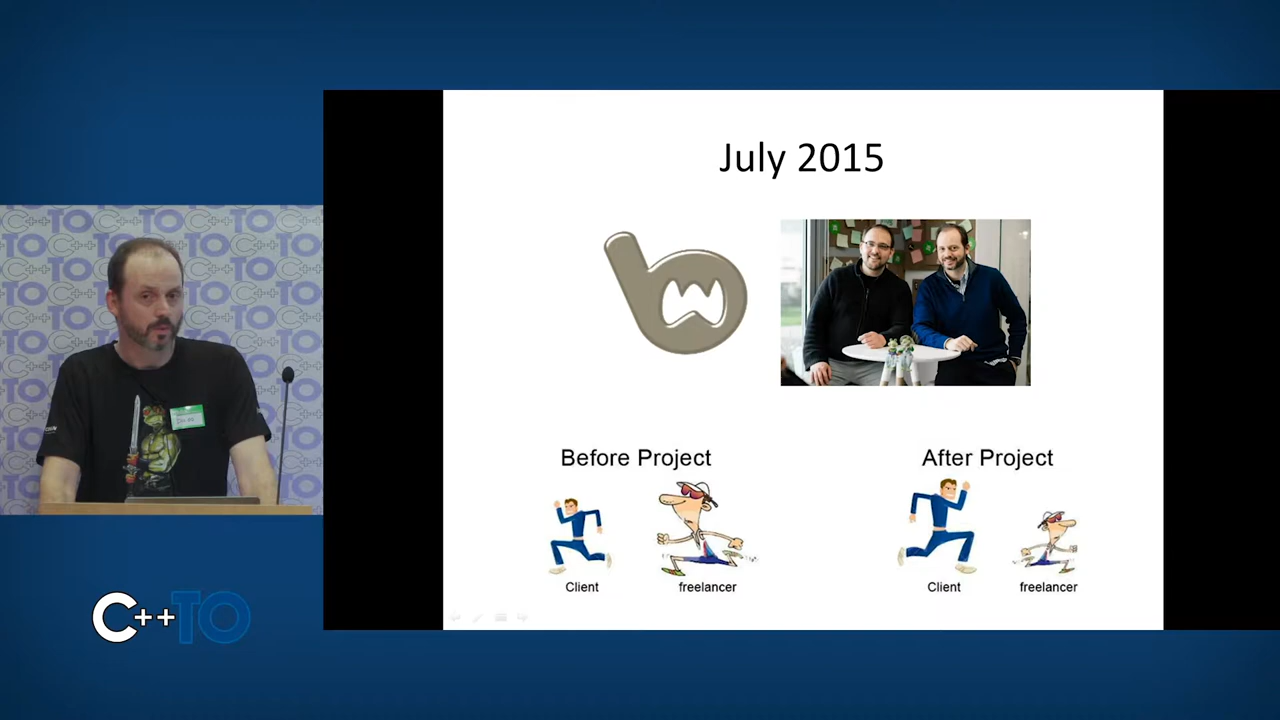 July 2015
Before Project
After Project
Client
freelancer
Client
freelancer
C++TO